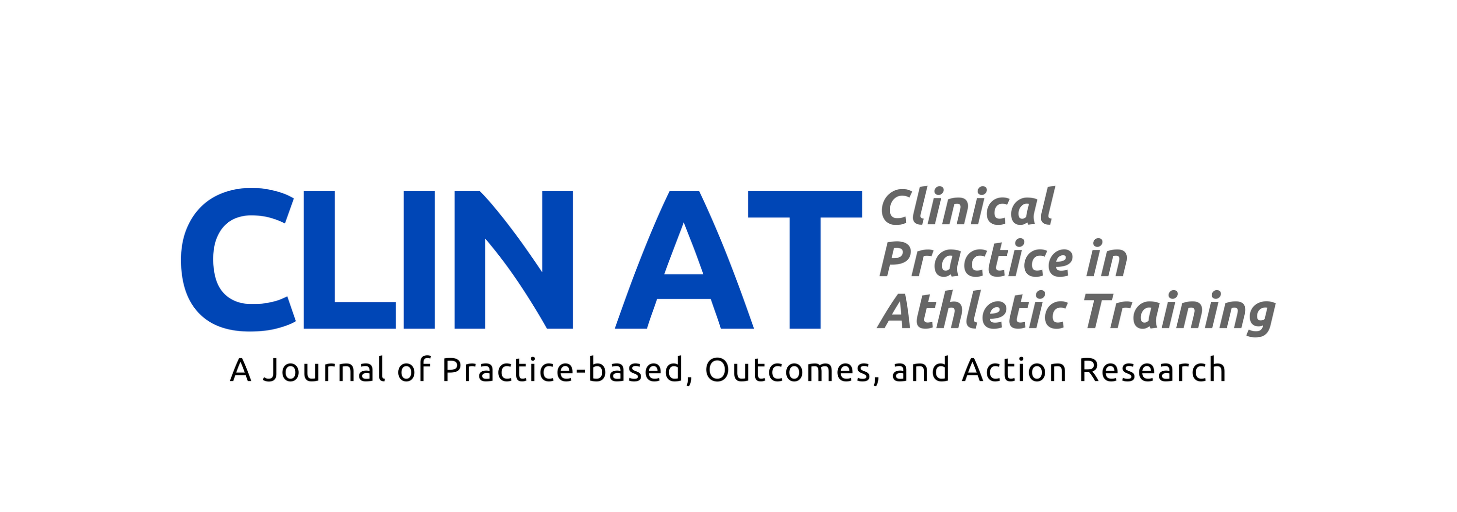 CLIN AT
Clinical
Practice in
Athletic Training
A Journal of Practice-based, Outcomes, and Action Research